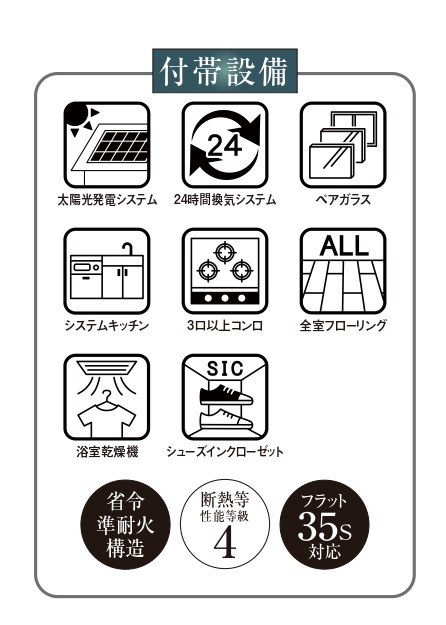 付帯設備
24
太陽光発電システム 24時間換気システム ペアガラス
ALL
システムキッチン 3口以上コンロ 全室フローリング
SIC
浴室乾燥機 シューズインクローゼット
省令
準耐火
構造
断熱等
性能等級
4
フラット
35S
対応